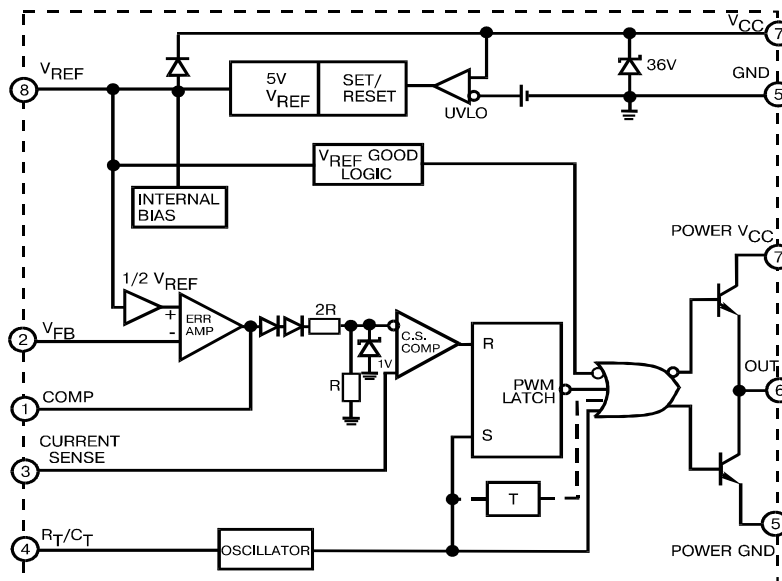 VCC
7
VREF
8
5V
VREF
SET/
RESET
36V
GND
5
UVLO
VREF GOOD
LOGIC
INTERNAL
BIAS
POWER VCC
7
1/2 VREF
+
-
ERR
AMP
2R
C.S.
COMP
VFB
2
1V
R
R
PWM
LATCH
S
OUT
6
COMP
1
CURRENT
SENSE
3
T
RT/CT
4
OSCILLATOR
5
POWER GND